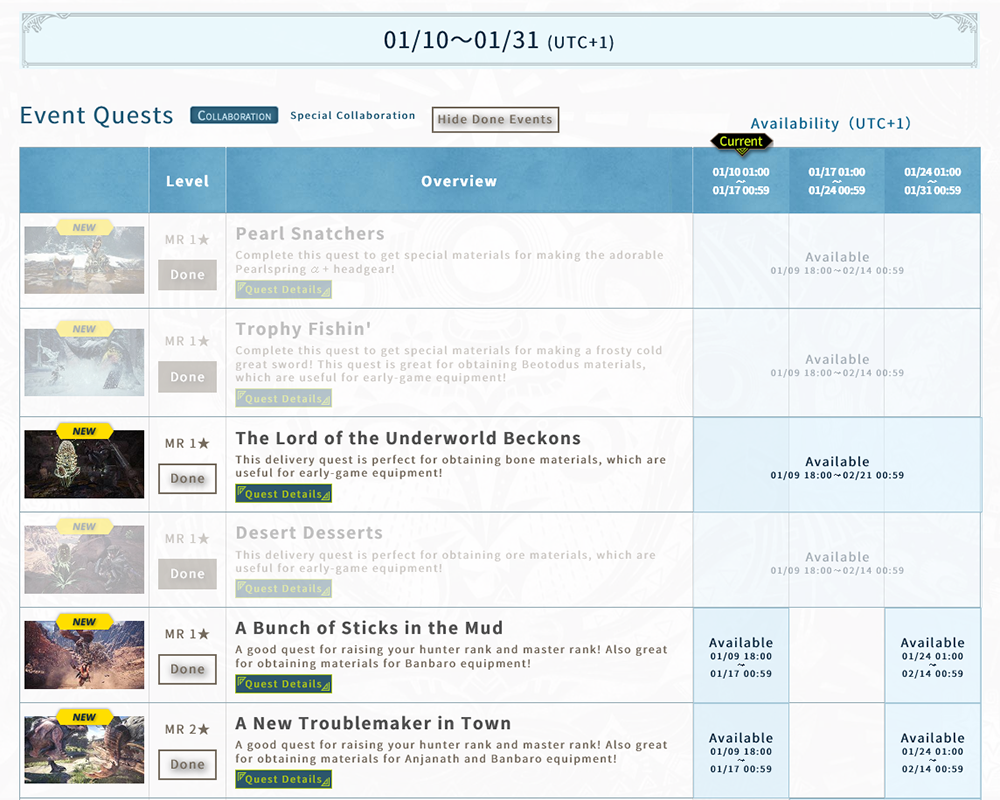 01/10～01/31 (UTC+1)
Event Quests
COLLABORATION
Special Collaboration
Hide Done Events
Availability（UTC+1）
Current
Level
Overview
01/10 01:00
～
01/17 00:59
01/17 01:00
～
01/24 00:59
01/24 01:00
～
01/31 00:59
NEW
MR 1★
Done
Pearl Snatchers
Complete this quest to get special materials for making the adorable
Pearlspring α + headgear!
Quest Details
Available
01/09 18:00～02/14 00:59
NEW
MR 1★
Done
Trophy Fishin'
Complete this quest to get special materials for making a frosty cold
great sword! This quest is great for obtaining Beotodus materials,
which are useful for early-game equipment!
Quest Details
Available
01/09 18:00～02/14 00:59
NEW
MR 1★
Done
The Lord of the Underworld Beckons
This delivery quest is perfect for obtaining bone materials, which are
useful for early-game equipment!
Quest Details
Available
01/09 18:00～02/21 00:59
NEW
MR 1★
Done
Desert Desserts
This delivery quest is perfect for obtaining ore materials, which are
useful for early-game equipment!
Quest Details
Available
01/09 18:00～02/14 00:59
NEW
MR 1★
Done
A Bunch of Sticks in the Mud
A good quest for raising your hunter rank and master rank! Also great
for obtaining materials for Banbaro equipment!
Quest Details
Available
01/09 18:00
～
01/17 00:59
Available
01/24 01:00
～
02/14 00:59
NEW
MR 2★
Done
A New Troublemaker in Town
A good quest for raising your hunter rank and master rank! Also great
for obtaining materials for Anjanath and Banbaro equipment!
Quest Details
Available
01/09 18:00
～
01/17 00:59
Available
01/24 01:00
～
02/14 00:59